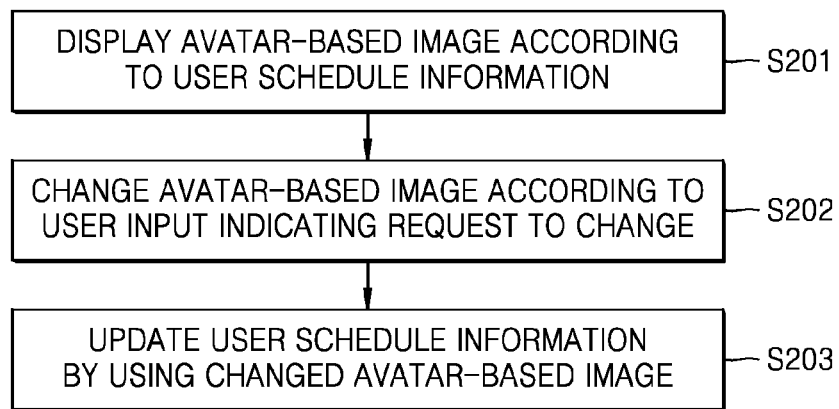 DISPLAY AVATAR-BASED IMAGE ACCORDING
TO USER SCHEDULE INFORMATION
S201
CHANGE AVATAR-BASED IMAGE ACCORDING TO
USER INPUT INDICATING REQUEST TO CHANGE
S202
UPDATE USER SCHEDULE INFORMATION
BY USING CHANGED AVATAR-BASED IMAGE
S203